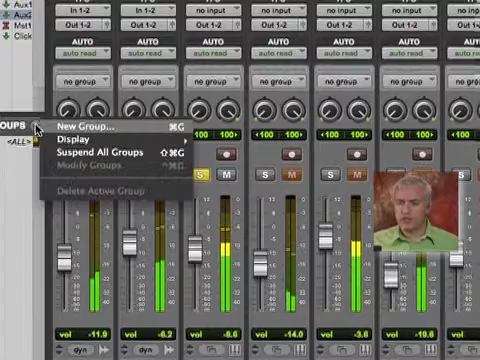 Aux1
Aux2
Mst1
Click
In 1-2 In 1-2 no input no input no input no input
Out 1-2 Out 1-2 Out 1-2 Out 1-2 Out 1-2 Out 1-2
AUTO AUTO AUTO AUTO AUTO AUTO
auto read auto read auto read auto read auto read auto read
no group no group no group no group no group no group
OUPS
<ALL>
New Group... ⌘G
Display
Suspend All Groups ⇧⌘G
Modify Groups ^⌘G
Delete Active Group
100 100 100 100 100 100 100 100
S M S M S M
vol -11.9 vol -6.2 vol -8.6 vol -14.0 vol -3.6 vol -19.6 vol
dyn dyn